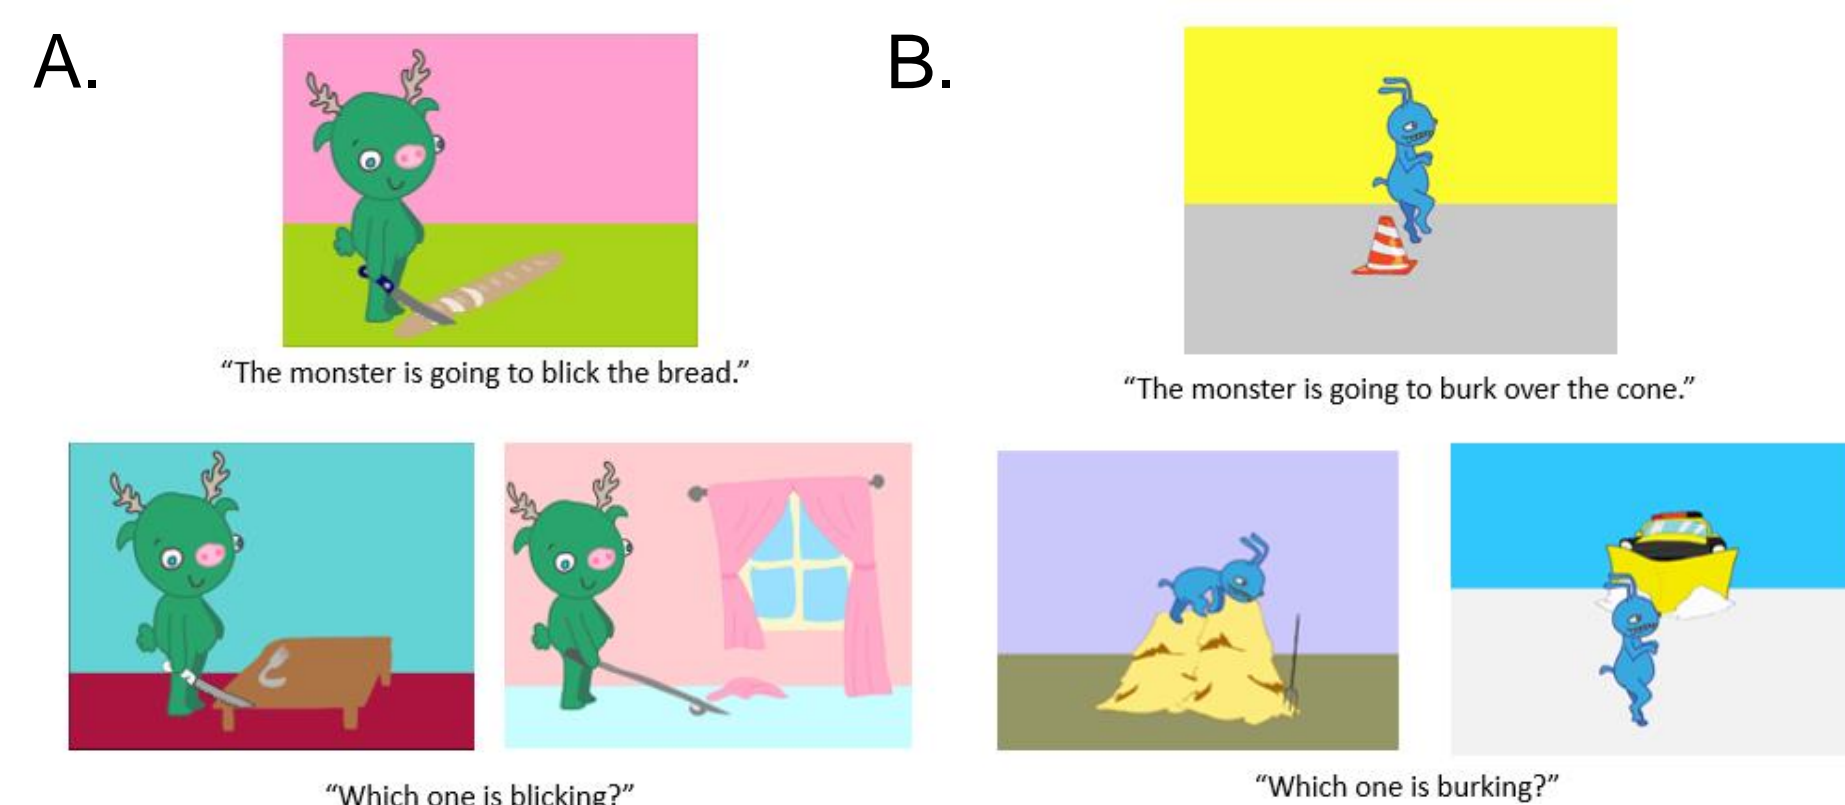 A.
"The monster is going to blick the bread."
"Which one is blicking?"
B.
"The monster is going to burk over the cone."
"Which one is burking?"